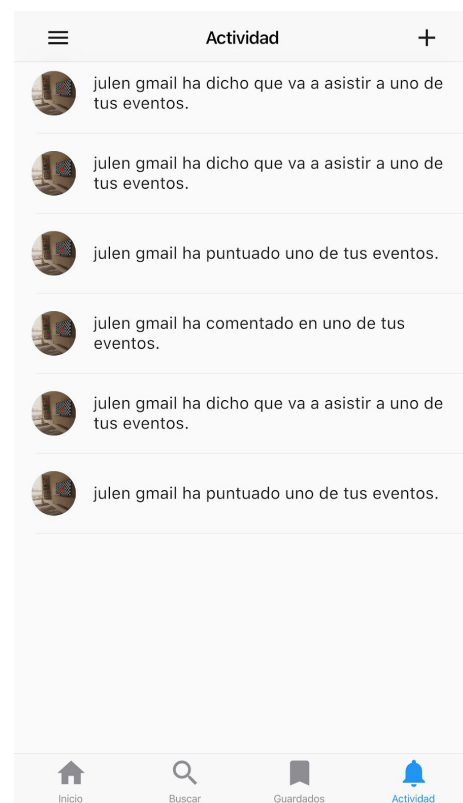 Actividad
julen gmail ha dicho que va a asistir a uno de
tus eventos.
julen gmail ha dicho que va a asistir a uno de
tus eventos.
julen gmail ha puntuado uno de tus eventos.
julen gmail ha comentado en uno de tus
eventos.
julen gmail ha dicho que va a asistir a uno de
tus eventos.
julen gmail ha puntuado uno de tus eventos.
Inicio
Buscar
Guardados
Actividad